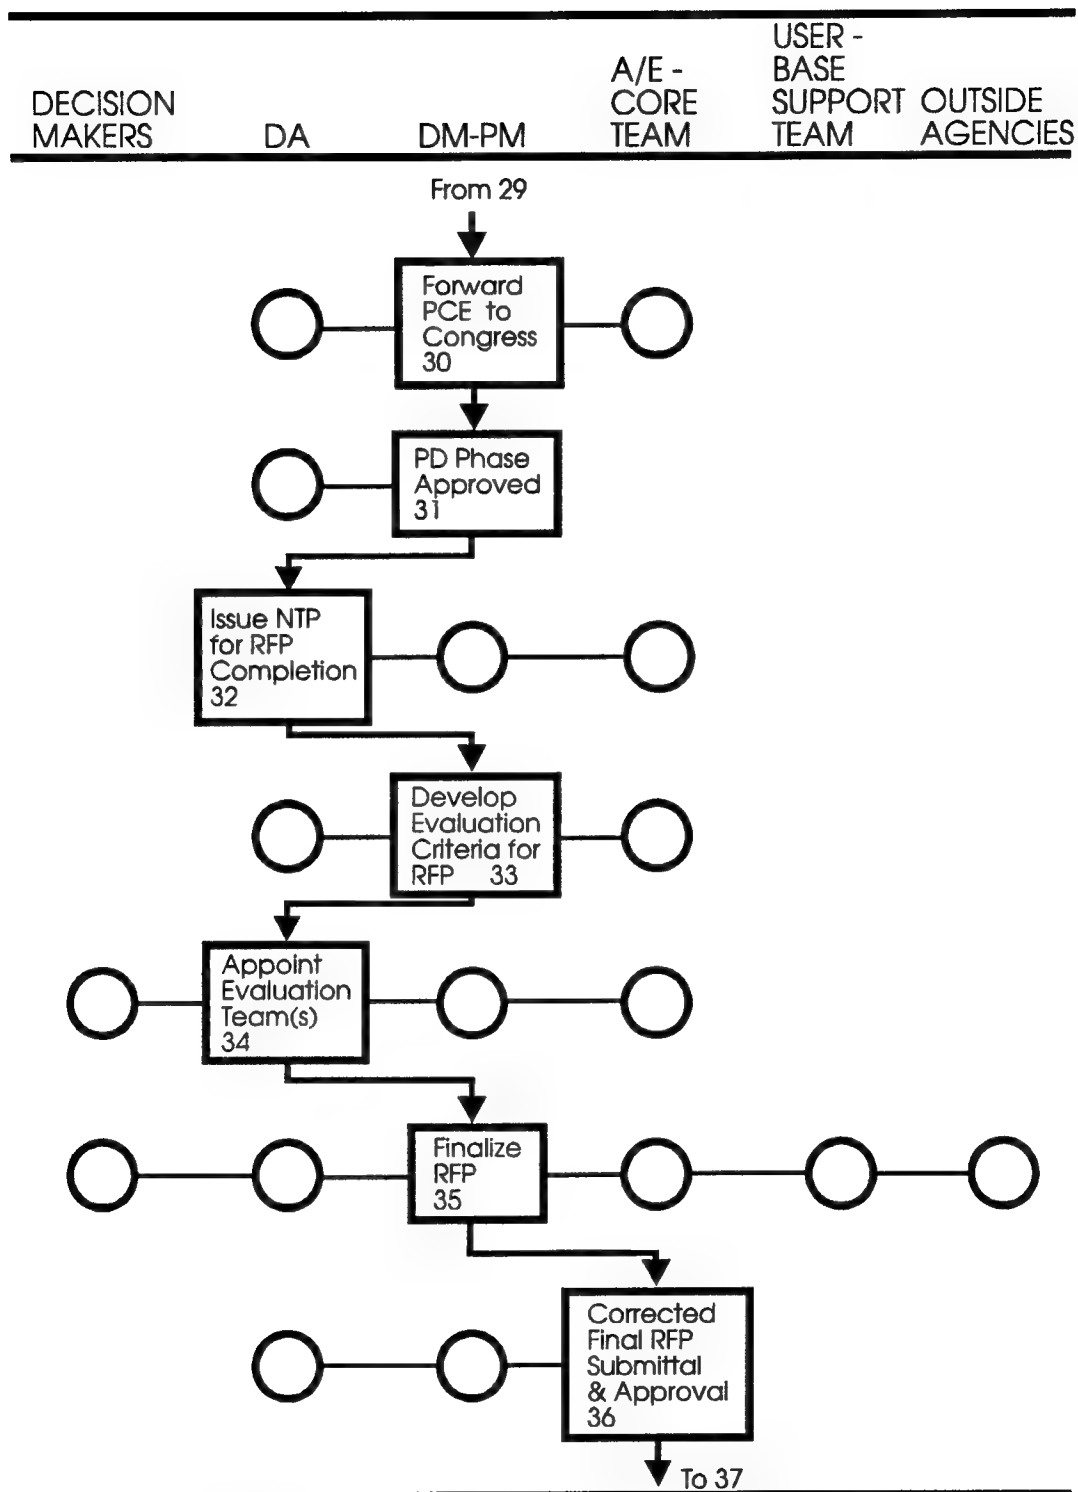 DECISION
MAKERS
DA
DM-PM
A/E -
CORE
TEAM
USER -
BASE
SUPPORT
TEAM
OUTSIDE
AGENCIES
From 29
Forward
PCE to
Congress
30
PD Phase
Approved
31
Issue NTP
for RFP
Completion
32
Develop
Evaluation
Criteria for
RFP 33
Appoint
Evaluation
Team(s)
34
Finalize
RFP
35
Corrected
Final RFP
Submittal
& Approval
36
To 37